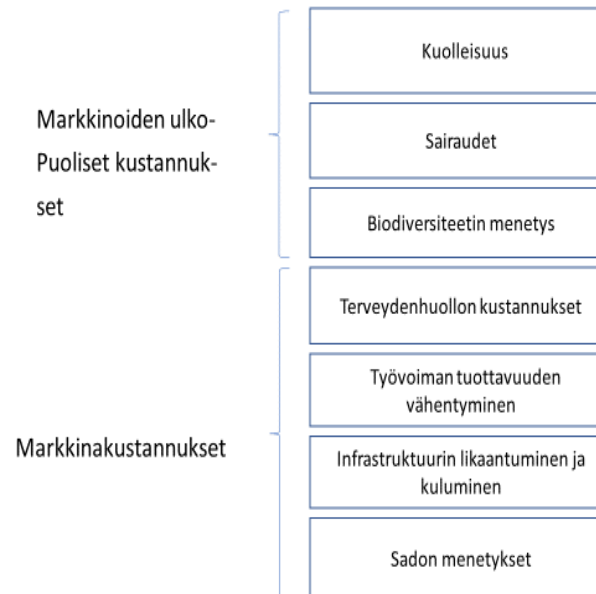 Markkinoiden ulko-
Puoliset kustannuk-
set
Kuolleisuus
Sairaudet
Biodiversiteetin menetys
Markkinakustannukset
Terveydenhuollon kustannukset
Työvoiman tuottavuuden
vähentyminen
Infrastruktuurin likaantuminen ja
kuluminen
Sadon menetykset